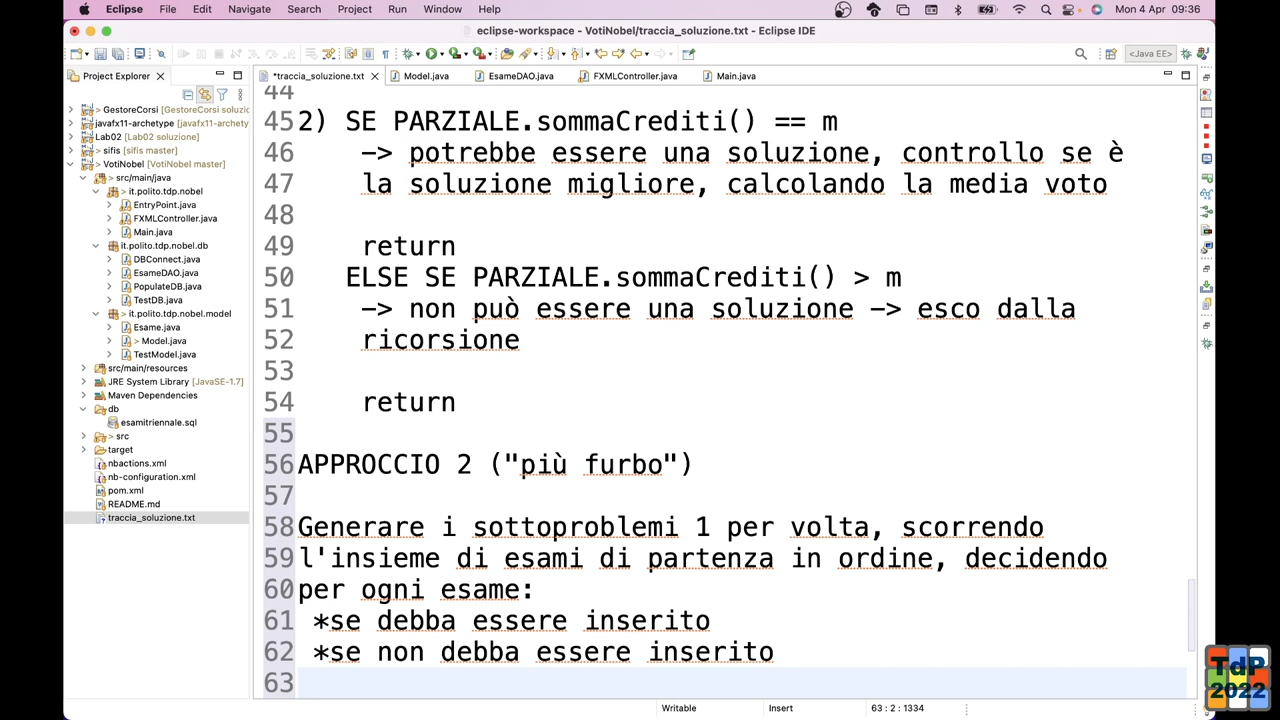 Eclipse File Edit Navigate Search Project Run Window Help Mon 4 Apr 09:36
eclipse-workspace - VotiNobel/traccia_soluzione.txt - Eclipse IDE
<Java EE>
Project Explorer
*traccia_soluzione.txt Model.java EsameDAO.java FXMLController.java Main.java
> GestoreCorsi [GestoreCorsi soluzio
javafx11-archetype [javafx11-archety
> Lab02 [Lab02 soluzione]
> sifis [sifis master]
> VotiNobel [VotiNobel master]
src/main/java
> it.polito.tdp.nobel
EntryPoint.java
FXMLController.java
Main.java
it.polito.tdp.nobel.db
DBConnect.java
EsameDAO.java
PopulateDB.java
TestDB.java
> it.polito.tdp.nobel.model
Esame.java
> Model.java
TestModel.java
src/main/resources
JRE System Library [JavaSE-1.7]
Maven Dependencies
db
esamitriennale.sql
> src
target
nbactions.xml
nb-configuration.xml
pom.xml
README.md
traccia_soluzione.txt
44
45 2) SE PARZIALE.sommaCrediti() == m
46 -> potrebbe essere una soluzione, controllo se è
47 la soluzione migliore, calcolando la media voto
48
49 return
50 ELSE SE PARZIALE.sommaCrediti() > m
51 -> non può essere una soluzione -> esco dalla
52 ricorsione
53
54 return
55
56 APPROCCIO 2 ("più furbo")
57
58 Generare i sottoproblemi 1 per volta, scorrendo
59 l'insieme di esami di partenza in ordine, decidendo
60 per ogni esame:
61 *se debba essere inserito
62 *se non debba essere inserito
63
Writable Insert 63 : 2 : 1334
TdP
2022